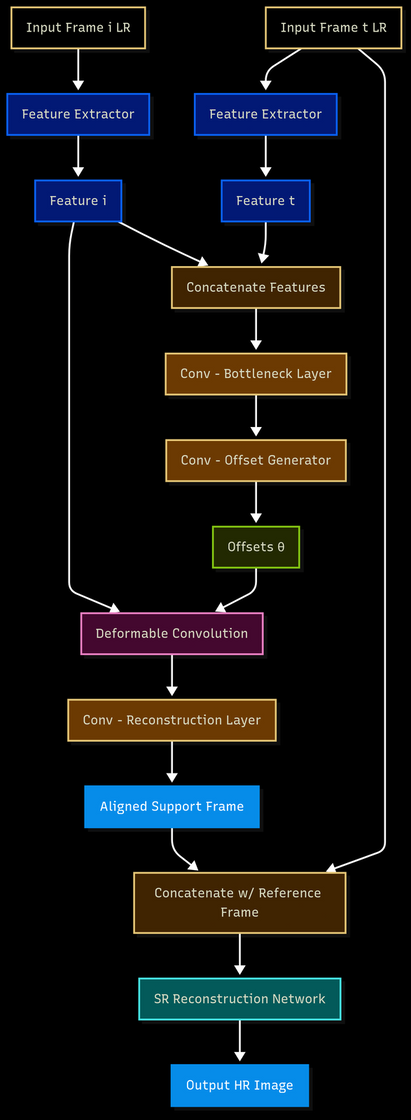 Input Frame i LR
Input Frame t LR
Feature Extractor
Feature Extractor
Feature i
Feature t
Concatenate Features
Conv - Bottleneck Layer
Conv - Offset Generator
Offsets θ
Deformable Convolution
Conv - Reconstruction Layer
Aligned Support Frame
Concatenate w/ Reference
Frame
SR Reconstruction Network
Output HR Image